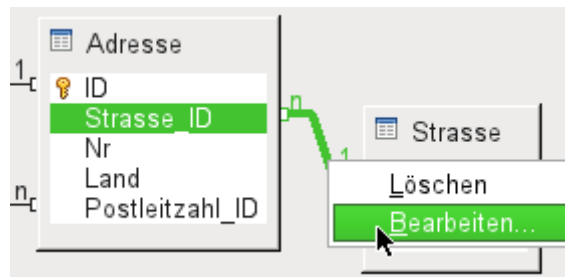 Adresse
1
ID
Strasse_ID
n
Nr
Strasse
1
Land
Löschen
n
Postleitzahl_ID
Bearbeiten...